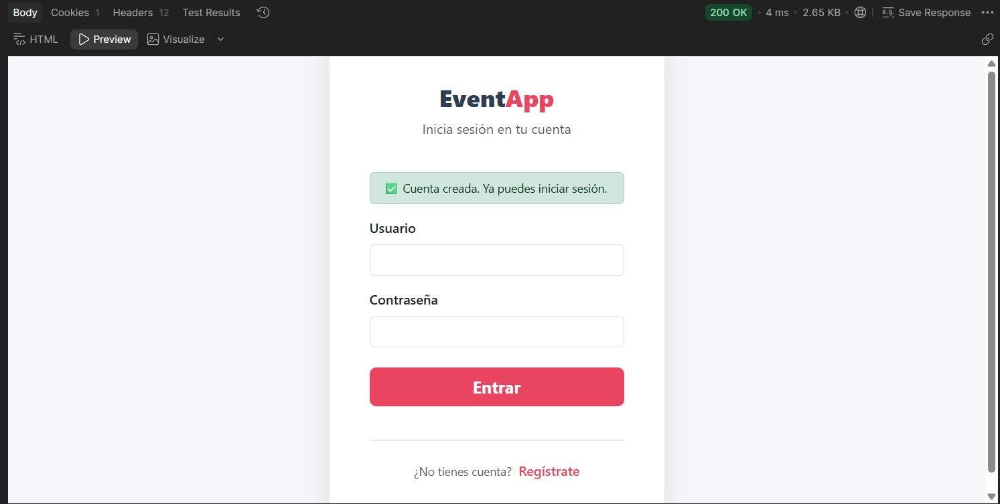 Body Cookies 1 Headers 12 Test Results 200 OK • 4 ms • 2.65 KB • e.g. Save Response
HTML Preview Visualize
EventApp
Inicia sesión en tu cuenta
✅ Cuenta creada. Ya puedes iniciar sesión.
Usuario
Contraseña
Entrar
¿No tienes cuenta? Regístrate